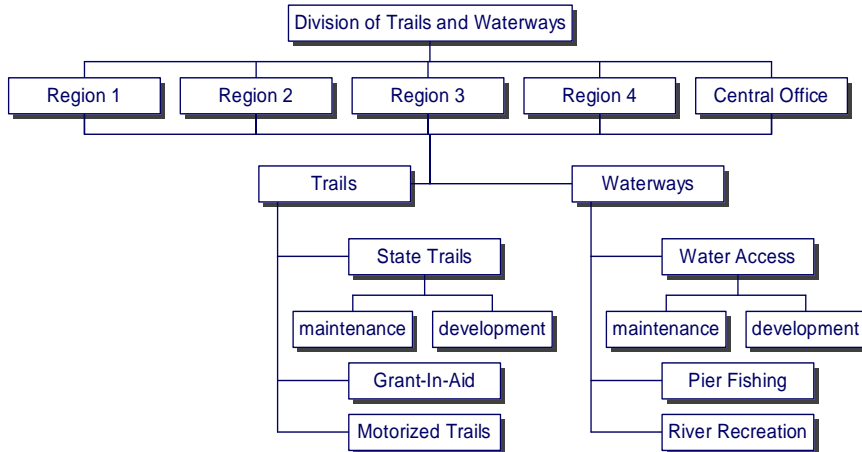 Division of Trails and Waterways
Region 1
Region 2
Region 3
Region 4
Central Office
Trails
Waterways
State Trails
Water Access
maintenance
development
maintenance
development
Grant-In-Aid
Pier Fishing
Motorized Trails
River Recreation